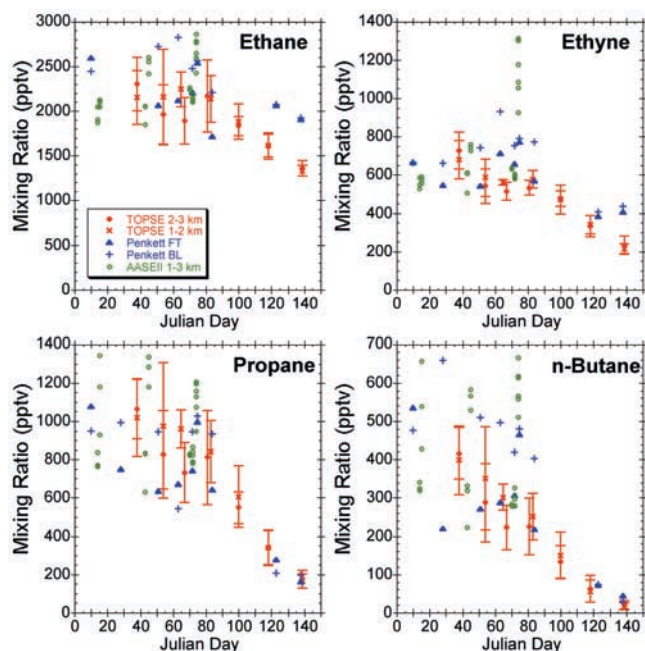 Ethane
Mixing Ratio (pptv)
3000
2500
2000
1500
1000
500
0
TOPSE 2-3 km
TOPSE 1-2 km
Penkett FT
Penkett BL
AASEII 1-3 km
0 20 40 60 80 100 120 140
Julian Day
Ethyne
Mixing Ratio (pptv)
1400
1200
1000
800
600
400
200
0
0 20 40 60 80 100 120 140
Julian Day
Propane
Mixing Ratio (pptv)
1400
1200
1000
800
600
400
200
0
0 20 40 60 80 100 120 140
Julian Day
n-Butane
Mixing Ratio (pptv)
700
600
500
400
300
200
100
0
0 20 40 60 80 100 120 140
Julian Day